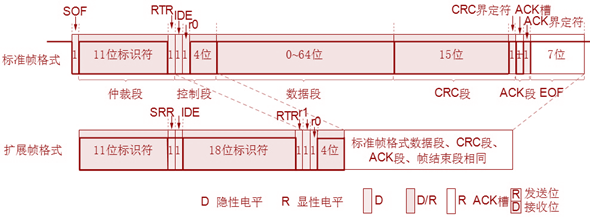 SOF RTR IDE r0 CRC界定符 ACK槽 ACK界定符
标准帧格式 1 11位标识符 1 1 1 4位 0~64位 15位 1 1 1 7位
仲裁段 控制段 数据段 CRC段 ACK段 EOF
SRR IDE RTR r1 r0
扩展帧格式 11位标识符 1 1 18位标识符 1 1 1 4位 标准帧格式数据段、CRC段、
ACK段、帧结束段相同
D 隐性电平 R 显性电平 D D/R R ACK槽 R 发送位
D 接收位